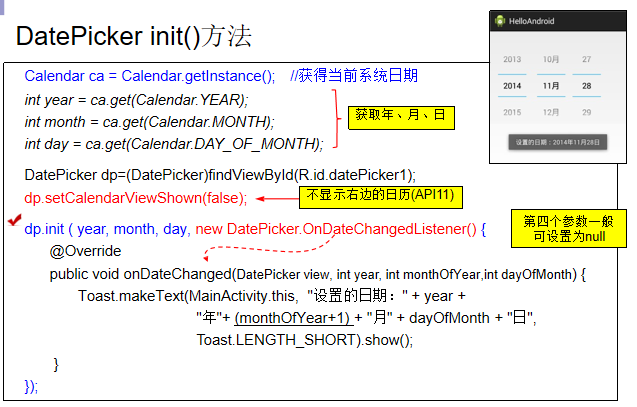 DatePicker init()方法
HelloAndroid
2013 10月 27
2014 11月 28
2015 12月 29
设置的日期：2014年11月28日
Calendar ca = Calendar.getInstance(); //获得当前系统日期
int year = ca.get(Calendar.YEAR);
int month = ca.get(Calendar.MONTH);
int day = ca.get(Calendar.DAY_OF_MONTH);
获取年、月、日
DatePicker dp=(DatePicker)findViewById(R.id.datePicker1);
dp.setCalendarViewShown(false);
不显示右边的日历(API11)
dp.init ( year, month, day, new DatePicker.OnDateChangedListener() {
第四个参数一般
可设置为null
@Override
public void onDateChanged(DatePicker view, int year, int monthOfYear,int dayOfMonth) {
Toast.makeText(MainActivity.this, "设置的日期：" + year +
"年"+ (monthOfYear+1) + "月" + dayOfMonth + "日",
Toast.LENGTH_SHORT).show();
}
});